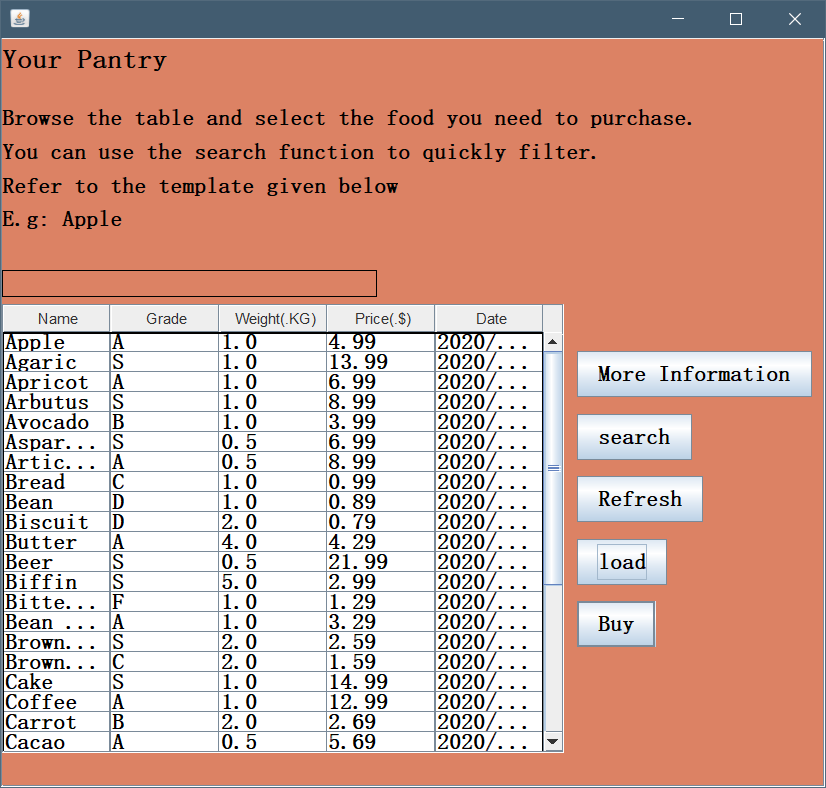 Your Pantry
Browse the table and select the food you need to purchase.
You can use the search function to quickly filter.
Refer to the template given below
E.g: Apple
Name Grade Weight(.KG) Price(.$) Date
Apple A 1.0 4.99 2020/...
Agaric S 1.0 13.99 2020/...
Apricot A 1.0 6.99 2020/...
Arbutus S 1.0 8.99 2020/...
Avocado B 1.0 3.99 2020/...
Aspar... S 0.5 6.99 2020/...
Artic... A 0.5 8.99 2020/...
Bread C 1.0 0.99 2020/...
Bean D 1.0 0.89 2020/...
Biscuit D 2.0 0.79 2020/...
Butter A 4.0 4.29 2020/...
Beer S 0.5 21.99 2020/...
Biffin S 5.0 2.99 2020/...
Bitte... F 1.0 1.29 2020/...
Bean ... A 1.0 3.29 2020/...
Brown... S 2.0 2.59 2020/...
Brown... C 2.0 1.59 2020/...
Cake S 1.0 14.99 2020/...
Coffee A 1.0 12.99 2020/...
Carrot B 2.0 2.69 2020/...
Cacao A 0.5 5.69 2020/...
More Information
search
Refresh
load
Buy